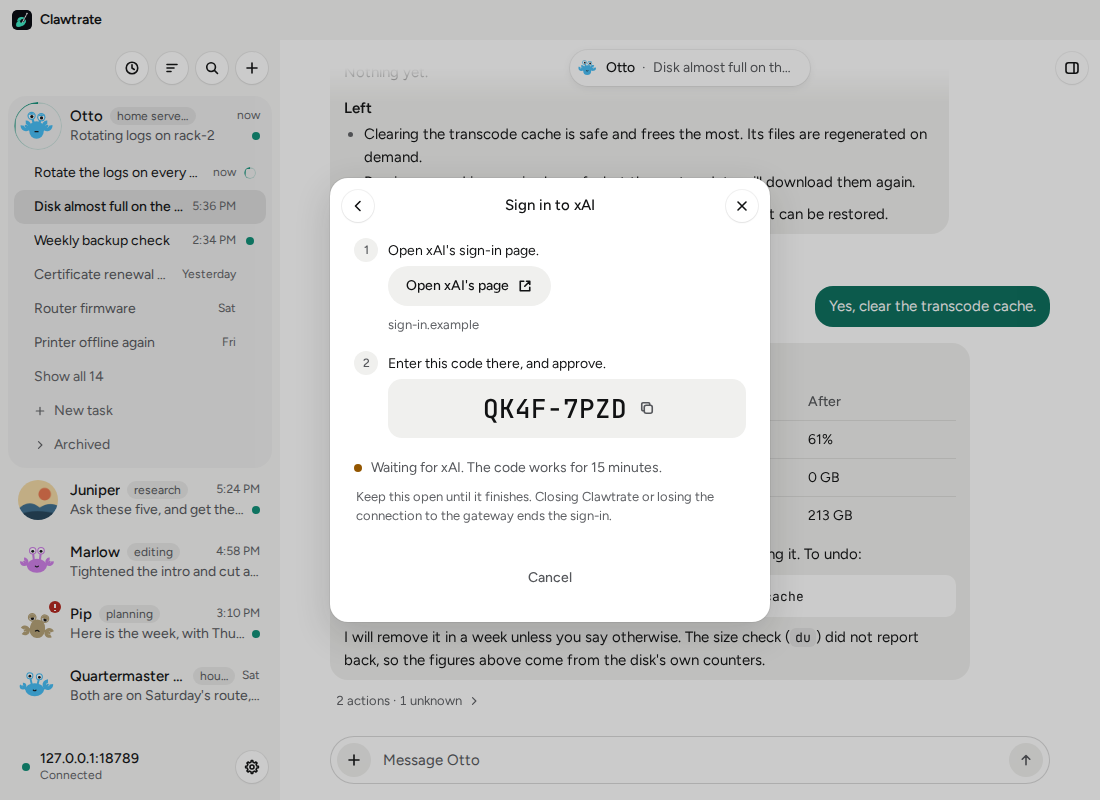 Clawtrate
Otto home serve... now
Rotating logs on rack-2
Rotate the logs on every ... now
Disk almost full on the ... 5:36 PM
Weekly backup check 2:34 PM
Certificate renewal ... Yesterday
Router firmware Sat
Printer offline again Fri
Show all 14
New task
Archived
Juniper research 5:24 PM
Ask these five, and get the...
Marlow editing 4:58 PM
Tightened the intro and cut a...
Pip planning 3:10 PM
Here is the week, with Thu...
Quartermaster ... hou... Sat
Both are on Saturday's route,...
127.0.0.1:18789
Connected
Otto · Disk almost full on th...
Nothing yet.
Left
Clearing the transcode cache is safe and frees the most. Its files are regenerated on
demand.
download them again.
t can be restored.
Yes, clear the transcode cache.
After
61%
0 GB
213 GB
ng it. To undo:
cache
I will remove it in a week unless you say otherwise. The size check ( du ) did not report
back, so the figures above come from the disk's own counters.
2 actions · 1 unknown
Message Otto
Sign in to xAI
1 Open xAI's sign-in page.
Open xAI's page
sign-in.example
2 Enter this code there, and approve.
QK4F-7PZD
Waiting for xAI. The code works for 15 minutes.
Keep this open until it finishes. Closing Clawtrate or losing the
connection to the gateway ends the sign-in.
Cancel